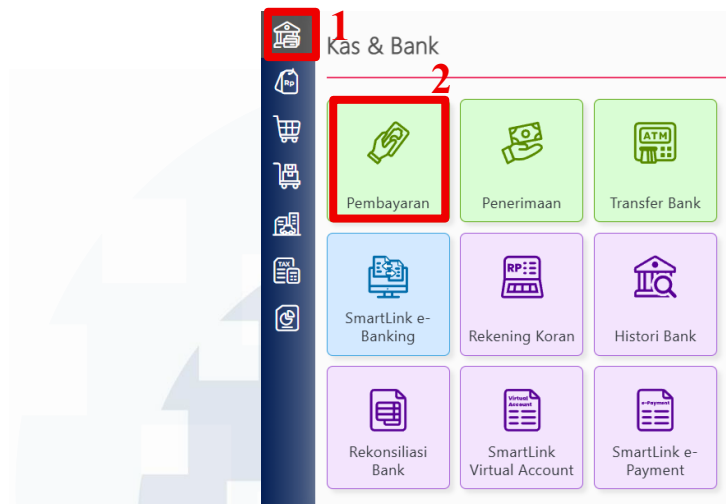 1
Kas & Bank
2
Rp
Pembayaran
Penerimaan
ATM
Transfer Bank
SmartLink e-
Banking
RP
Rekening Koran
Histori Bank
TAX
Rekonsiliasi
Bank
Virtual
Account
SmartLink
Virtual Account
e-Payment
SmartLink e-
Payment